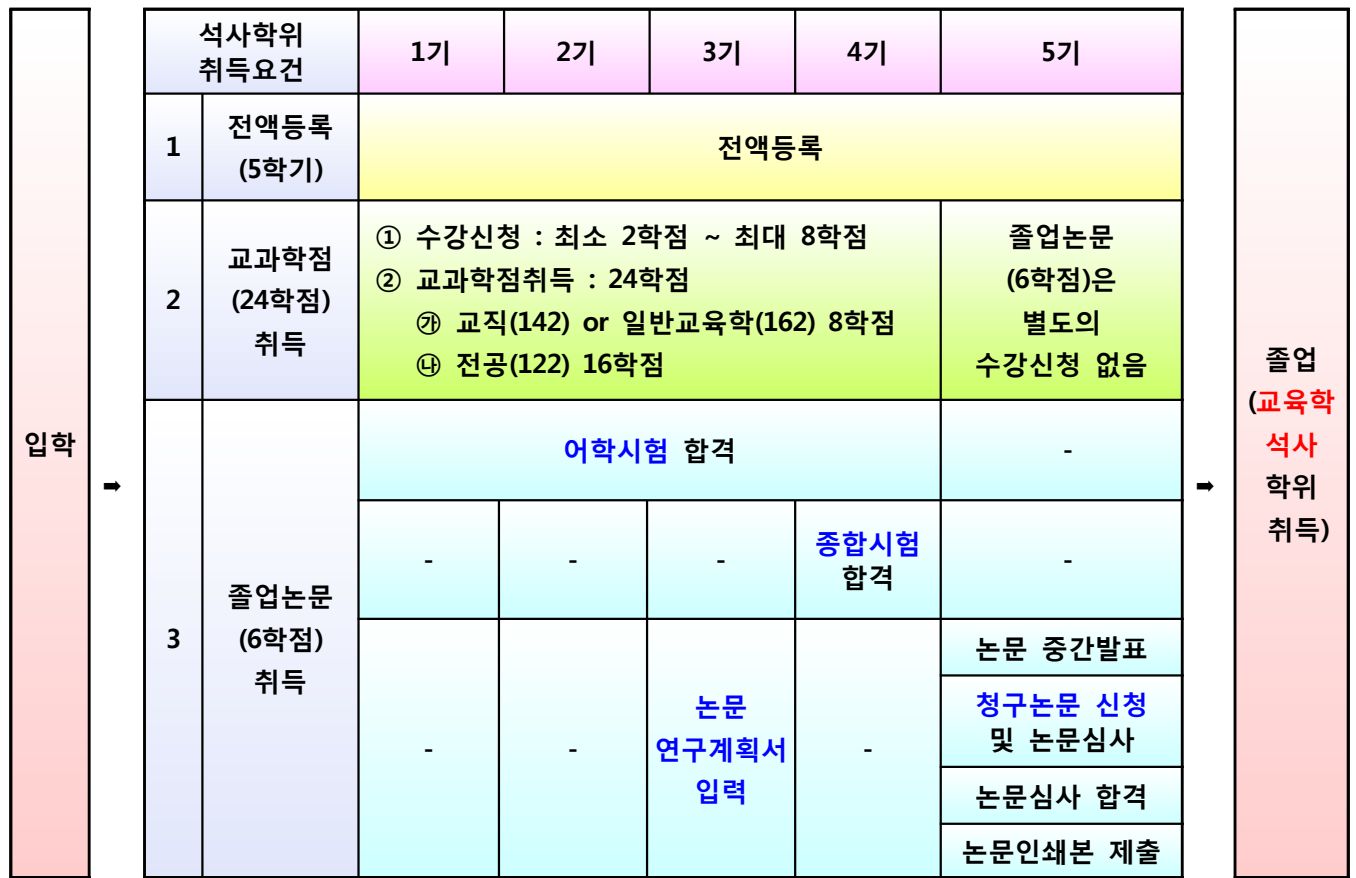 입학
➡
석사학위
취득요건
1기
2기
3기
4기
5기
1
전액등록
(5학기)
전액등록
2
교과학점
(24학점)
취득
① 수강신청 : 최소 2학점 ~ 최대 8학점
② 교과학점취득 : 24학점
㉮ 교직(142) or 일반교육학(162) 8학점
㉯ 전공(122) 16학점
졸업논문
(6학점)은
별도의
수강신청 없음
3
졸업논문
(6학점)
취득
어학시험 합격
-
-
-
-
종합시험
합격
-
-
-
논문
연구계획서
입력
-
논문 중간발표
청구논문 신청
및 논문심사
논문심사 합격
논문인쇄본 제출
➡
졸업
(교육학
석사
학위
취득)